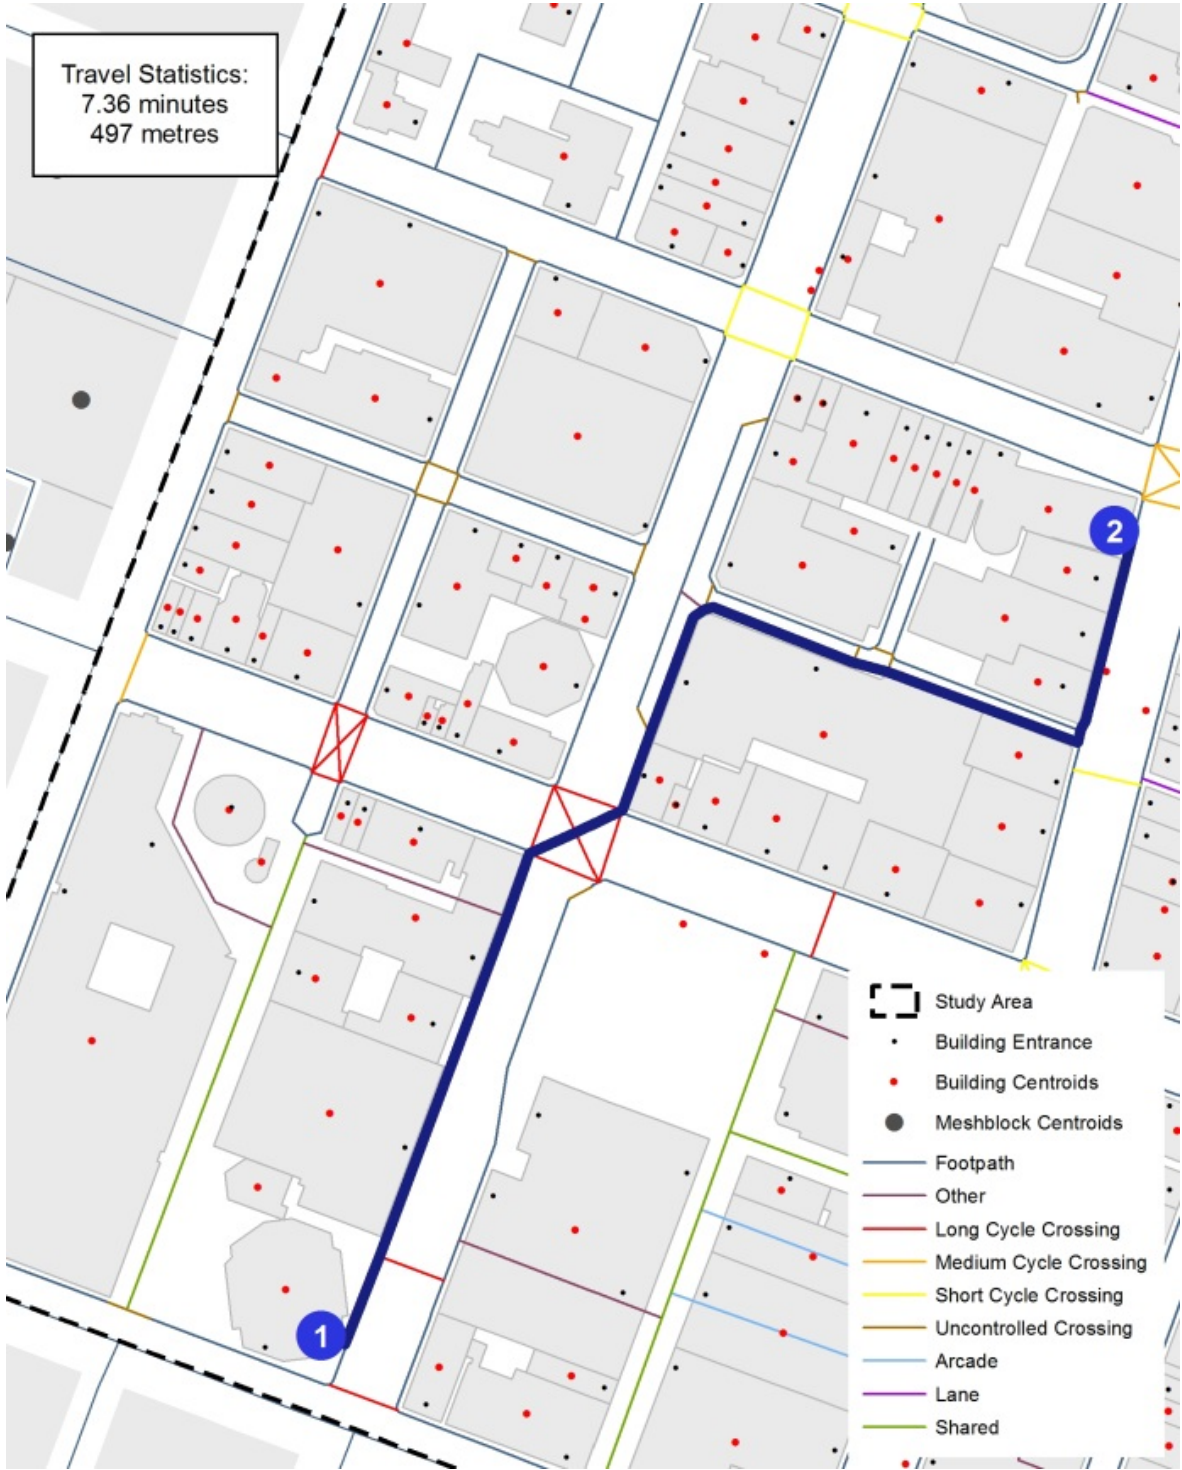 Travel Statistics:
7.36 minutes
497 metres
2
1
Study Area
Building Entrance
Building Centroids
Meshblock Centroids
Footpath
Other
Long Cycle Crossing
Medium Cycle Crossing
Short Cycle Crossing
Uncontrolled Crossing
Arcade
Lane
Shared